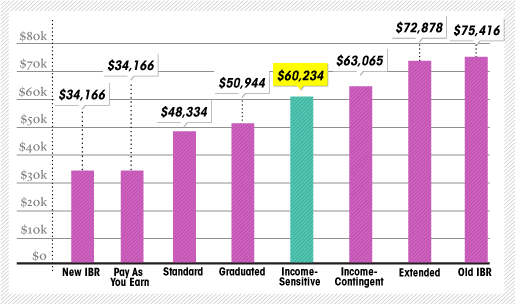 $72,878
$75,416
$80k
$34,166
$63,065
$70k
$60,234
$50,944
$34,166
$60k
$48,334
$50k
$40k
$30k
$20k
$10k
$0
New IBR
Pay As
You Earn
Standard
Graduated
Income-
Sensitive
Income-
Contingent
Extended
Old IBR